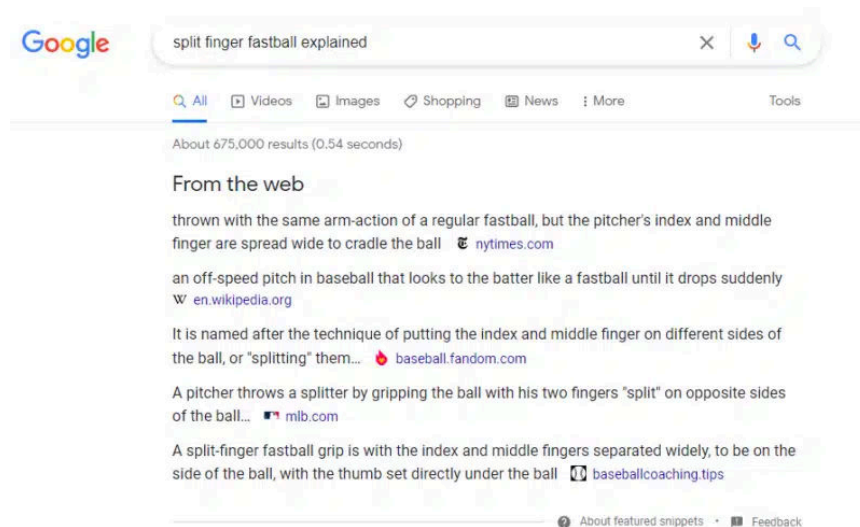 Google
split finger fastball explained
All Videos Images Shopping News More Tools
About 675,000 results (0.54 seconds)
From the web
thrown with the same arm-action of a regular fastball, but the pitcher's index and middle
finger are spread wide to cradle the ball nytimes.com
an off-speed pitch in baseball that looks to the batter like a fastball until it drops suddenly
W en.wikipedia.org
It is named after the technique of putting the index and middle finger on different sides of
the ball, or "splitting" them... baseball.fandom.com
A pitcher throws a splitter by gripping the ball with his two fingers "split" on opposite sides
of the ball... mlb.com
A split-finger fastball grip is with the index and middle fingers separated widely, to be on the
side of the ball, with the thumb set directly under the ball baseballcoaching.tips
About featured snippets • Feedback